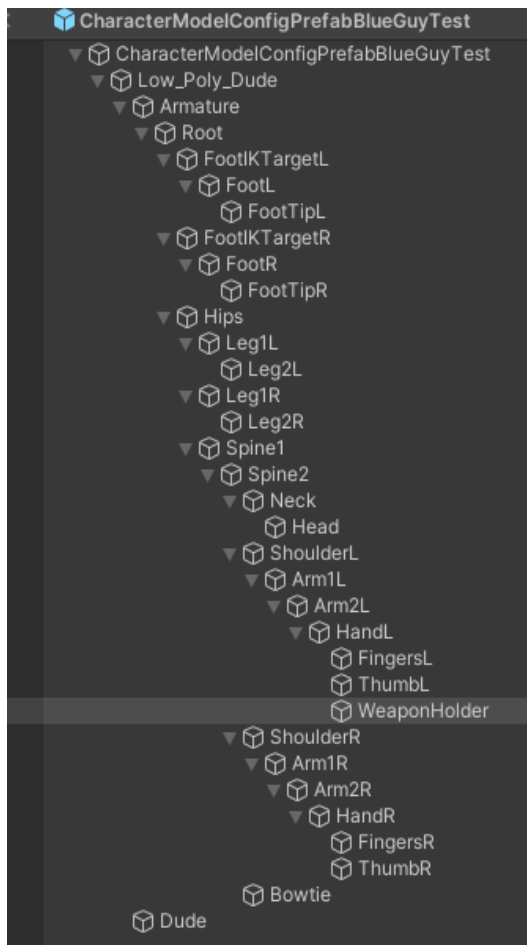 CharacterModelConfigPrefabBlueGuyTest
CharacterModelConfigPrefabBlueGuyTest
Low_Poly_Dude
Armature
Root
FootIKTargetL
FootL
FootTipL
FootIKTargetR
FootR
FootTipR
Hips
Leg1L
Leg2L
Leg1R
Leg2R
Spine1
Spine2
Neck
Head
ShoulderL
Arm1L
Arm2L
HandL
FingersL
ThumbL
WeaponHolder
ShoulderR
Arm1R
Arm2R
HandR
FingersR
ThumbR
Bowtie
Dude